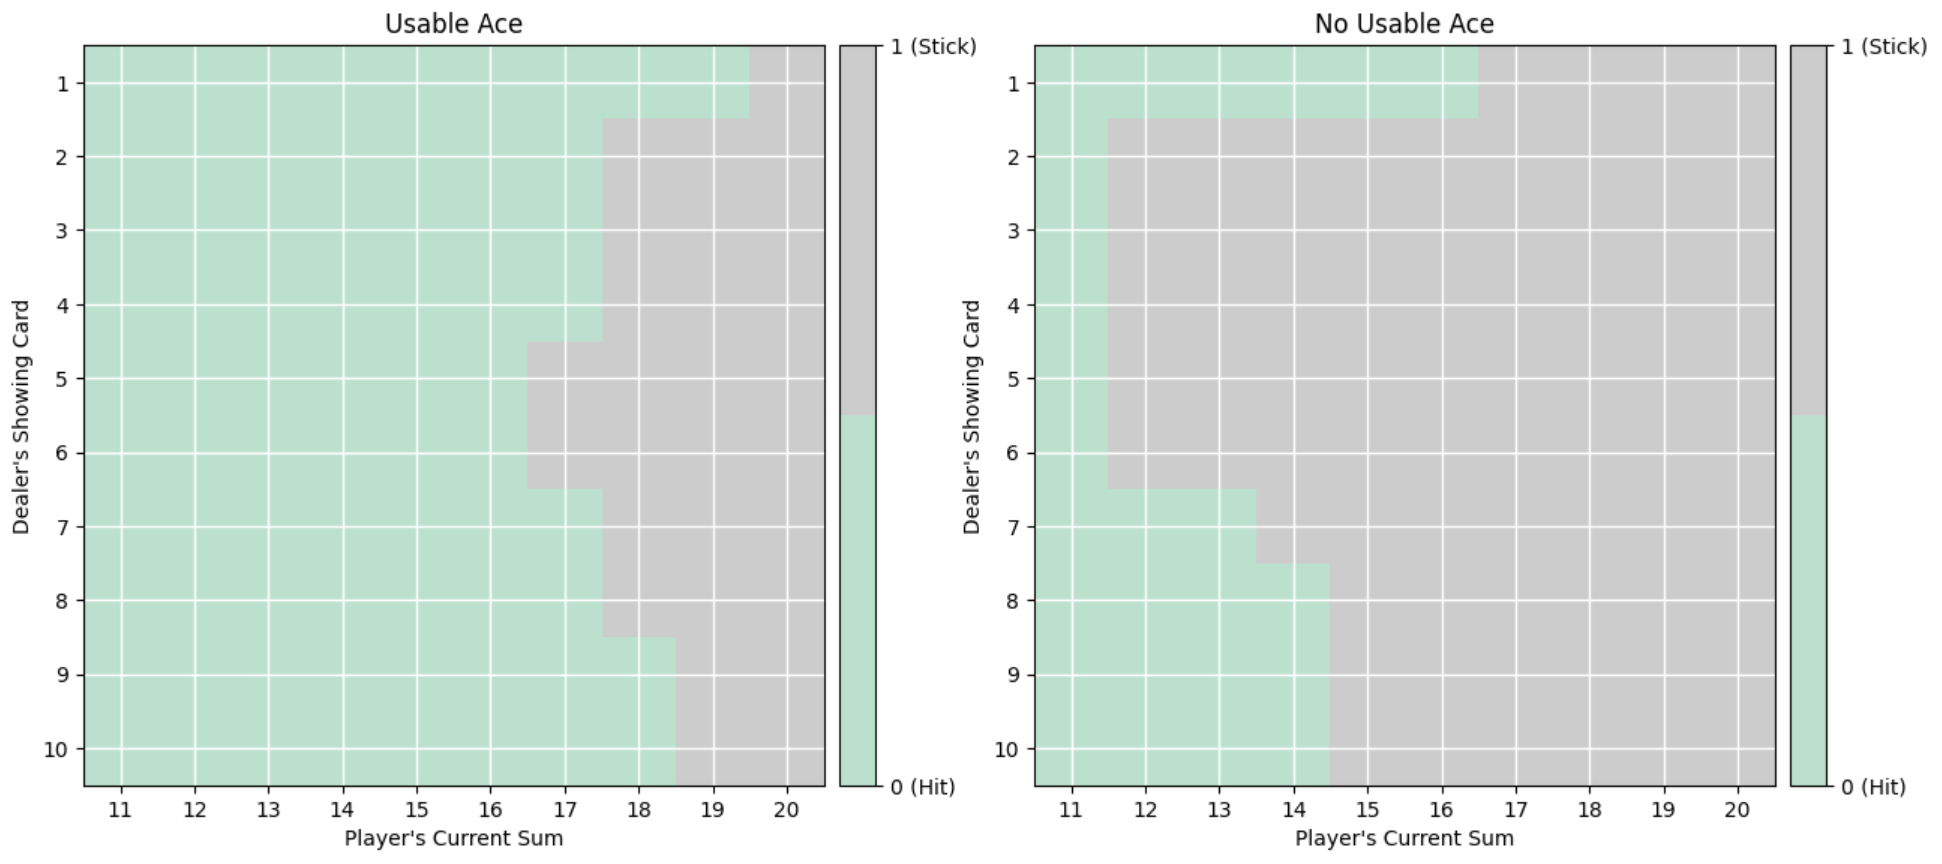 Usable Ace
1 (Stick)
1
2
3
4
5
6
7
8
9
10
Dealer's Showing Card
0 (Hit)
11 12 13 14 15 16 17 18 19 20
Player's Current Sum
No Usable Ace
1 (Stick)
1
2
3
4
5
6
7
8
9
10
Dealer's Showing Card
0 (Hit)
11 12 13 14 15 16 17 18 19 20
Player's Current Sum